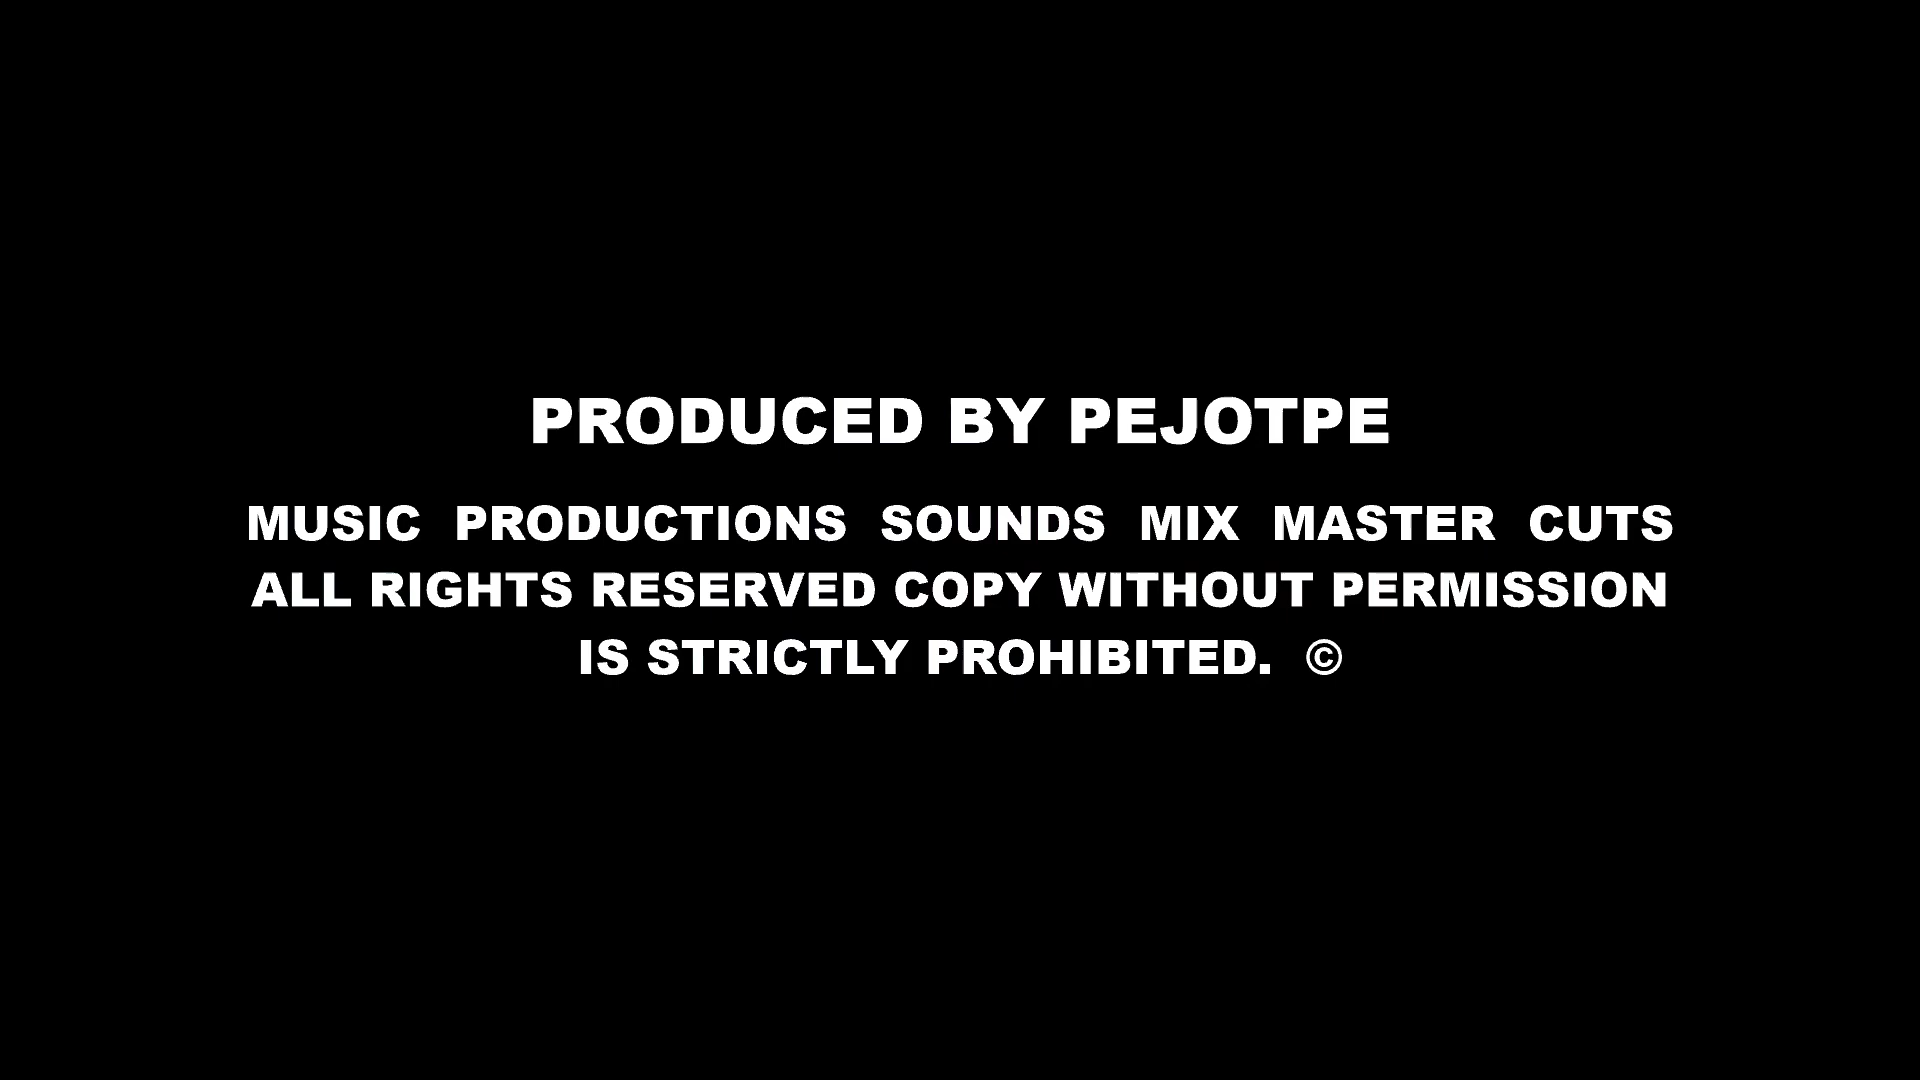 PRODUCED BY PEJOTPE
MUSIC PRODUCTIONS SOUNDS MIX MASTER CUTS
ALL RIGHTS RESERVED COPY WITHOUT PERMISSION
IS STRICTLY PROHIBITED. ©